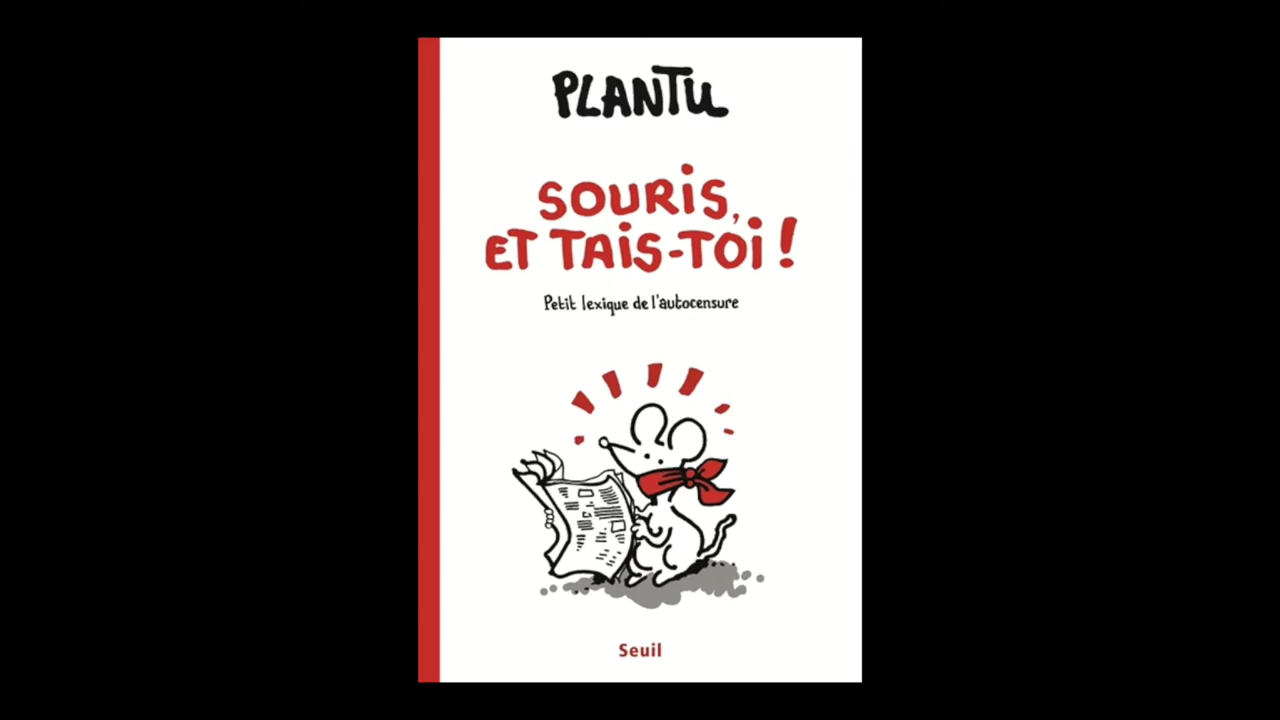 PLANTU
SOURIS,
ET TAIS-TOI !
Petit lexique de l'autocensure
Seuil